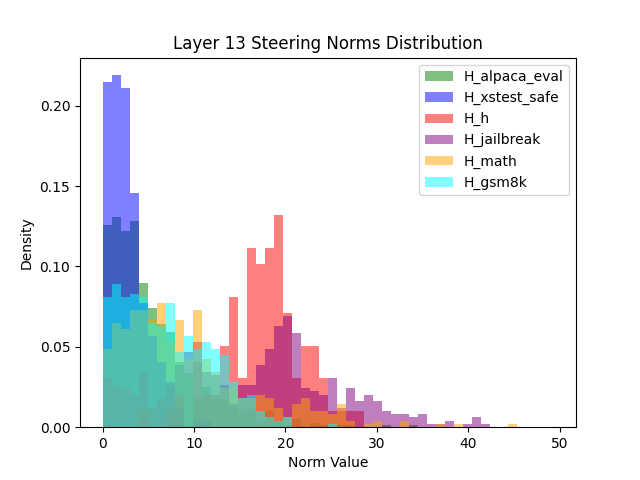 Layer 13 Steering Norms Distribution
H_alpaca_eval
H_xstest_safe
H_h
H_jailbreak
H_math
H_gsm8k
Density
0.20
0.15
0.10
0.05
0.00
0
10
20
30
40
50
Norm Value